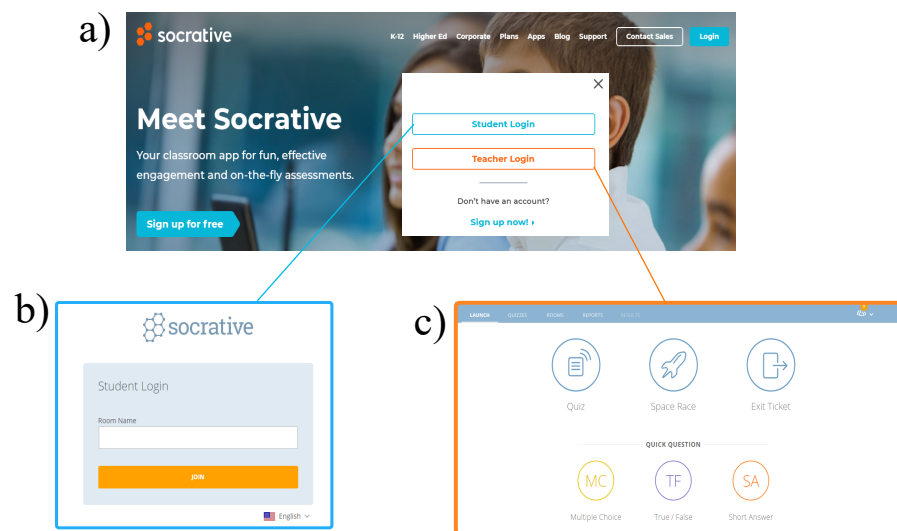 a)
socrative
K-12 Higher Ed Corporate Plans Apps Blog Support Contact Sales Login
Meet Socrative
Your classroom app for fun, effective
engagement and on-the-fly assessments.
Sign up for free
Student Login
Teacher Login
Don't have an account?
Sign up now!
b)
socrative
Student Login
Room Name
JOIN
English
c)
LAUNCH QUIZZES ROOMS REPORTS RESULTS
Quiz Space Race Exit Ticket
QUICK QUESTION
MC TF SA
Multiple Choice True / False Short Answer